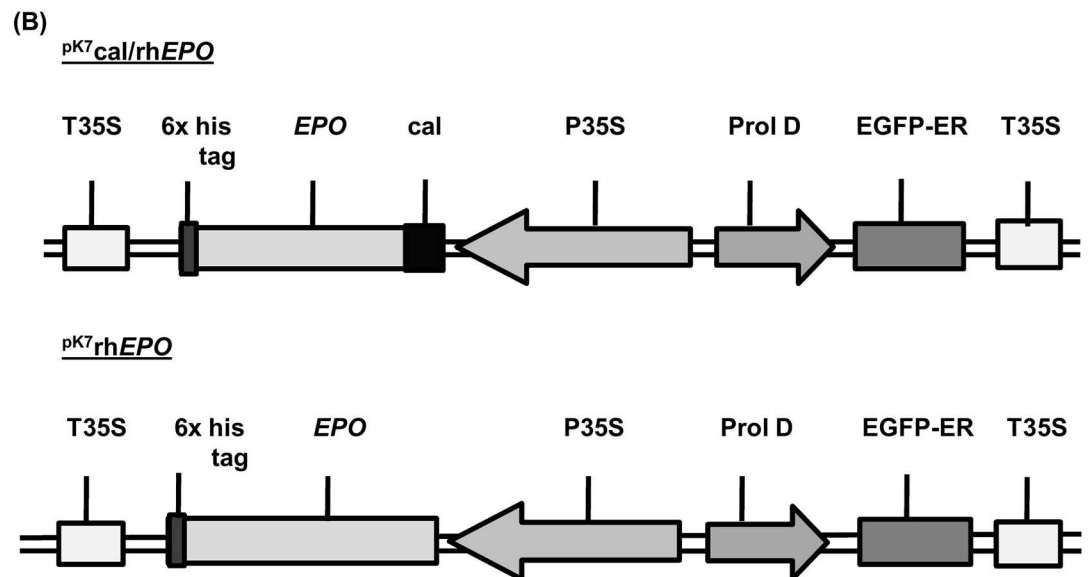 (B)
pK7cal/rhEPO
T35S 6x his EPO cal P35S Prol D EGFP-ER T35S
tag
pK7rhEPO
T35S 6x his EPO P35S Prol D EGFP-ER T35S
tag